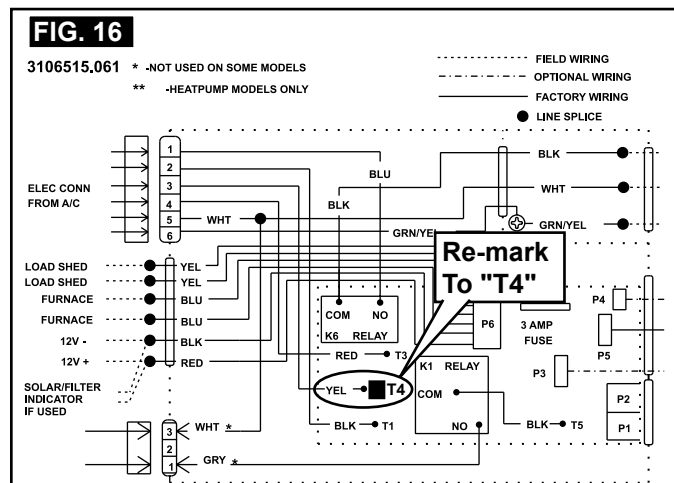 FIG. 16
3106515.061 * -NOT USED ON SOME MODELS
** -HEATPUMP MODELS ONLY
FIELD WIRING
OPTIONAL WIRING
FACTORY WIRING
LINE SPLICE
ELEC CONN
FROM A/C
1
2
3
4
5
6
BLU
BLK
BLK
WHT
WHT
GRN/YEL
GRN/YEL
Re-mark
To "T4"
LOAD SHED YEL
LOAD SHED YEL
FURNACE BLU
FURNACE BLU
12V - BLK
12V + RED
SOLAR/FILTER
INDICATOR
IF USED
COM NO
K6 RELAY
P6
3 AMP
FUSE
P4
P5
P3
P2
P1
RED T3
K1 RELAY
YEL T4
COM
NO
BLK T1
BLK T5
3 WHT *
2
1 GRY *